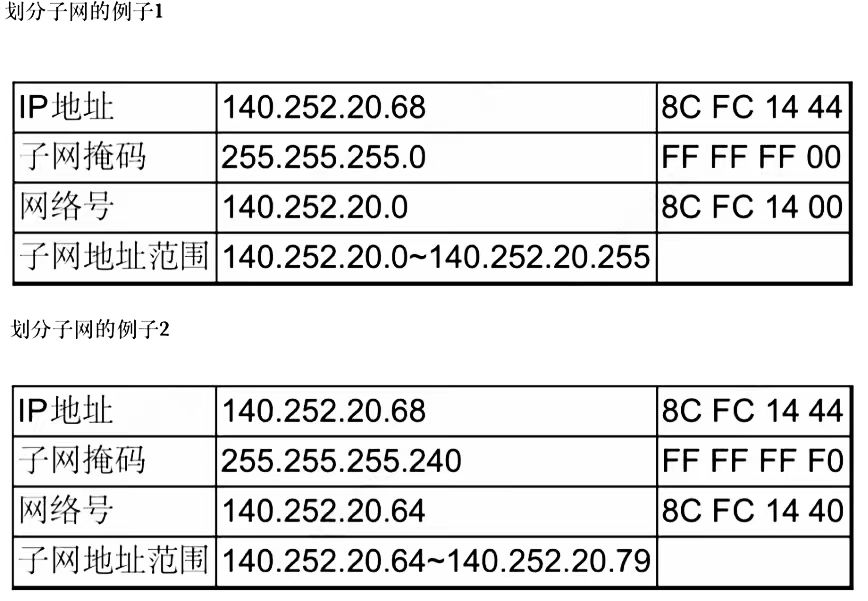 划分子网的例子1
IP地址 140.252.20.68 8C FC 14 44
子网掩码 255.255.255.0 FF FF FF 00
网络号 140.252.20.0 8C FC 14 00
子网地址范围 140.252.20.0~140.252.20.255
划分子网的例子2
IP地址 140.252.20.68 8C FC 14 44
子网掩码 255.255.255.240 FF FF FF F0
网络号 140.252.20.64 8C FC 14 40
子网地址范围 140.252.20.64~140.252.20.79